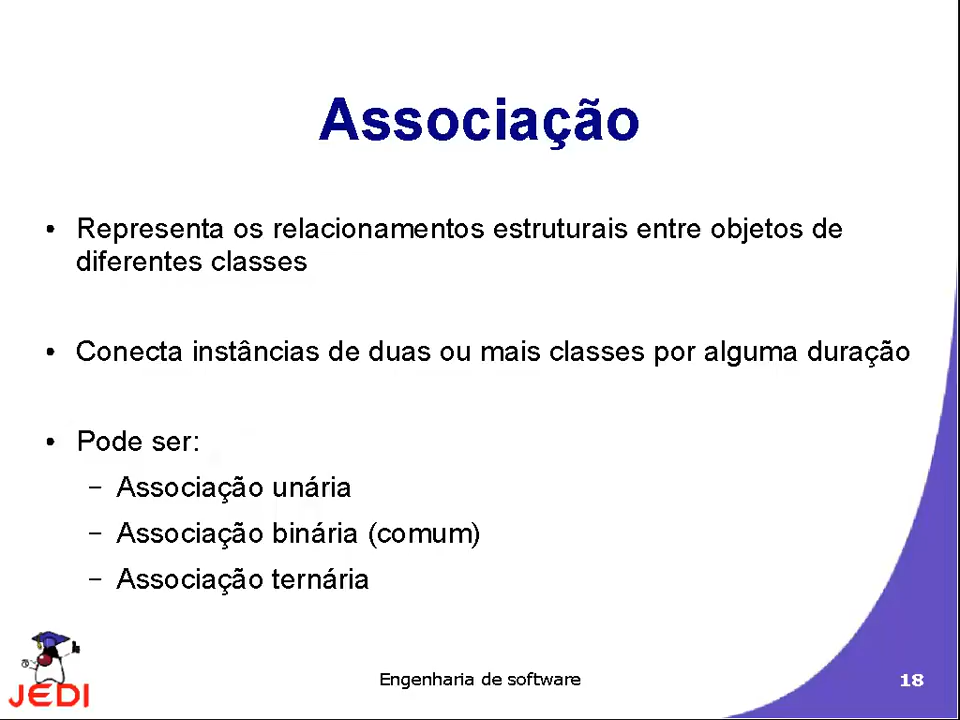 Associação
• Representa os relacionamentos estruturais entre objetos de
diferentes classes
• Conecta instâncias de duas ou mais classes por alguma duração
• Pode ser:
– Associação unária
– Associação binária (comum)
– Associação ternária
JEDI
Engenharia de software
18